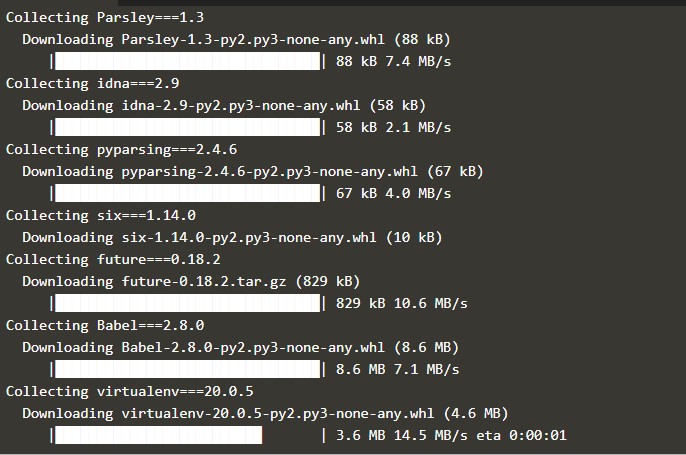 Collecting Parsley===1.3
  Downloading Parsley-1.3-py2.py3-none-any.whl (88 kB)
     |████████████████████████████████| 88 kB 7.4 MB/s
Collecting idna===2.9
  Downloading idna-2.9-py2.py3-none-any.whl (58 kB)
     |████████████████████████████████| 58 kB 2.1 MB/s
Collecting pyparsing===2.4.6
  Downloading pyparsing-2.4.6-py2.py3-none-any.whl (67 kB)
     |████████████████████████████████| 67 kB 4.0 MB/s
Collecting six===1.14.0
  Downloading six-1.14.0-py2.py3-none-any.whl (10 kB)
Collecting future===0.18.2
  Downloading future-0.18.2.tar.gz (829 kB)
     |████████████████████████████████| 829 kB 10.6 MB/s
Collecting Babel===2.8.0
  Downloading Babel-2.8.0-py2.py3-none-any.whl (8.6 MB)
     |████████████████████████████████| 8.6 MB 7.1 MB/s
Collecting virtualenv===20.0.5
  Downloading virtualenv-20.0.5-py2.py3-none-any.whl (4.6 MB)
     |█████████████████████████       | 3.6 MB 14.5 MB/s eta 0:00:01